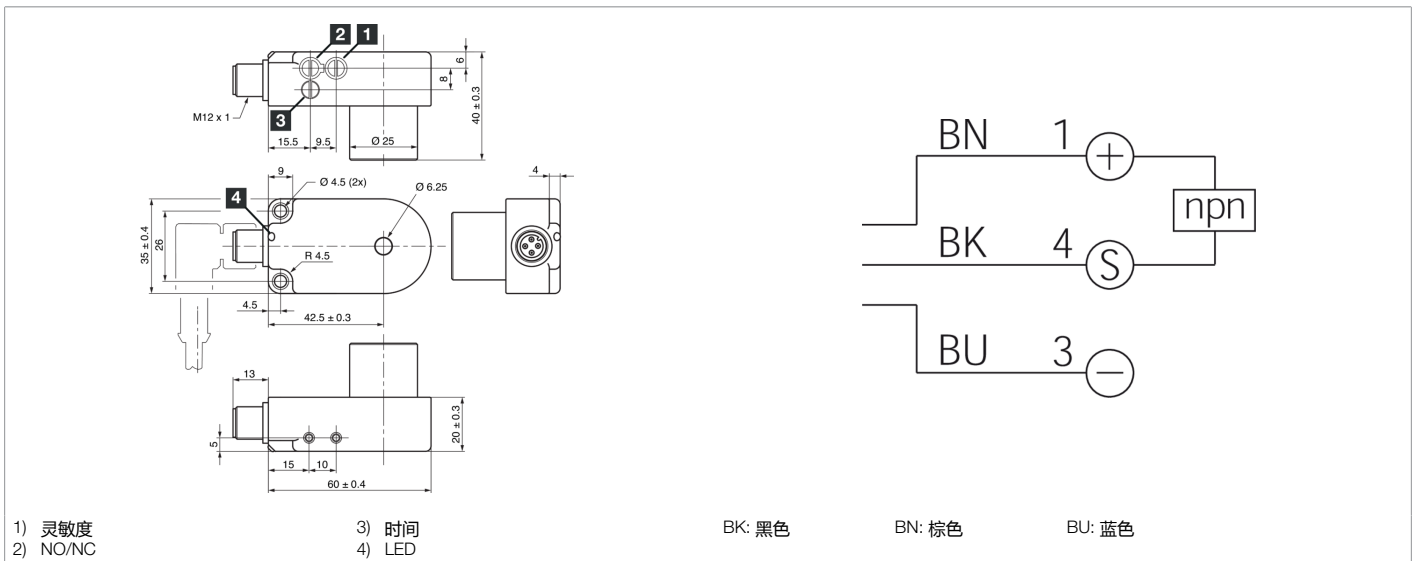 2 1
6
8
40 ± 0.3
M12 x 1
3
15.5 9.5 Ø 25
9
Ø 4.5 (2x)
Ø 6.25
4
4
35 ± 0.4
26
R 4.5
4.5
42.5 ± 0.3
13
5
20 ± 0.3
15 10
60 ± 0.4
BN 1 +
npn
BK 4 S
BU 3 −
1) 灵敏度 3) 时间 BK: 黑色 BN: 棕色 BU: 蓝色
2) NO/NC 4) LED